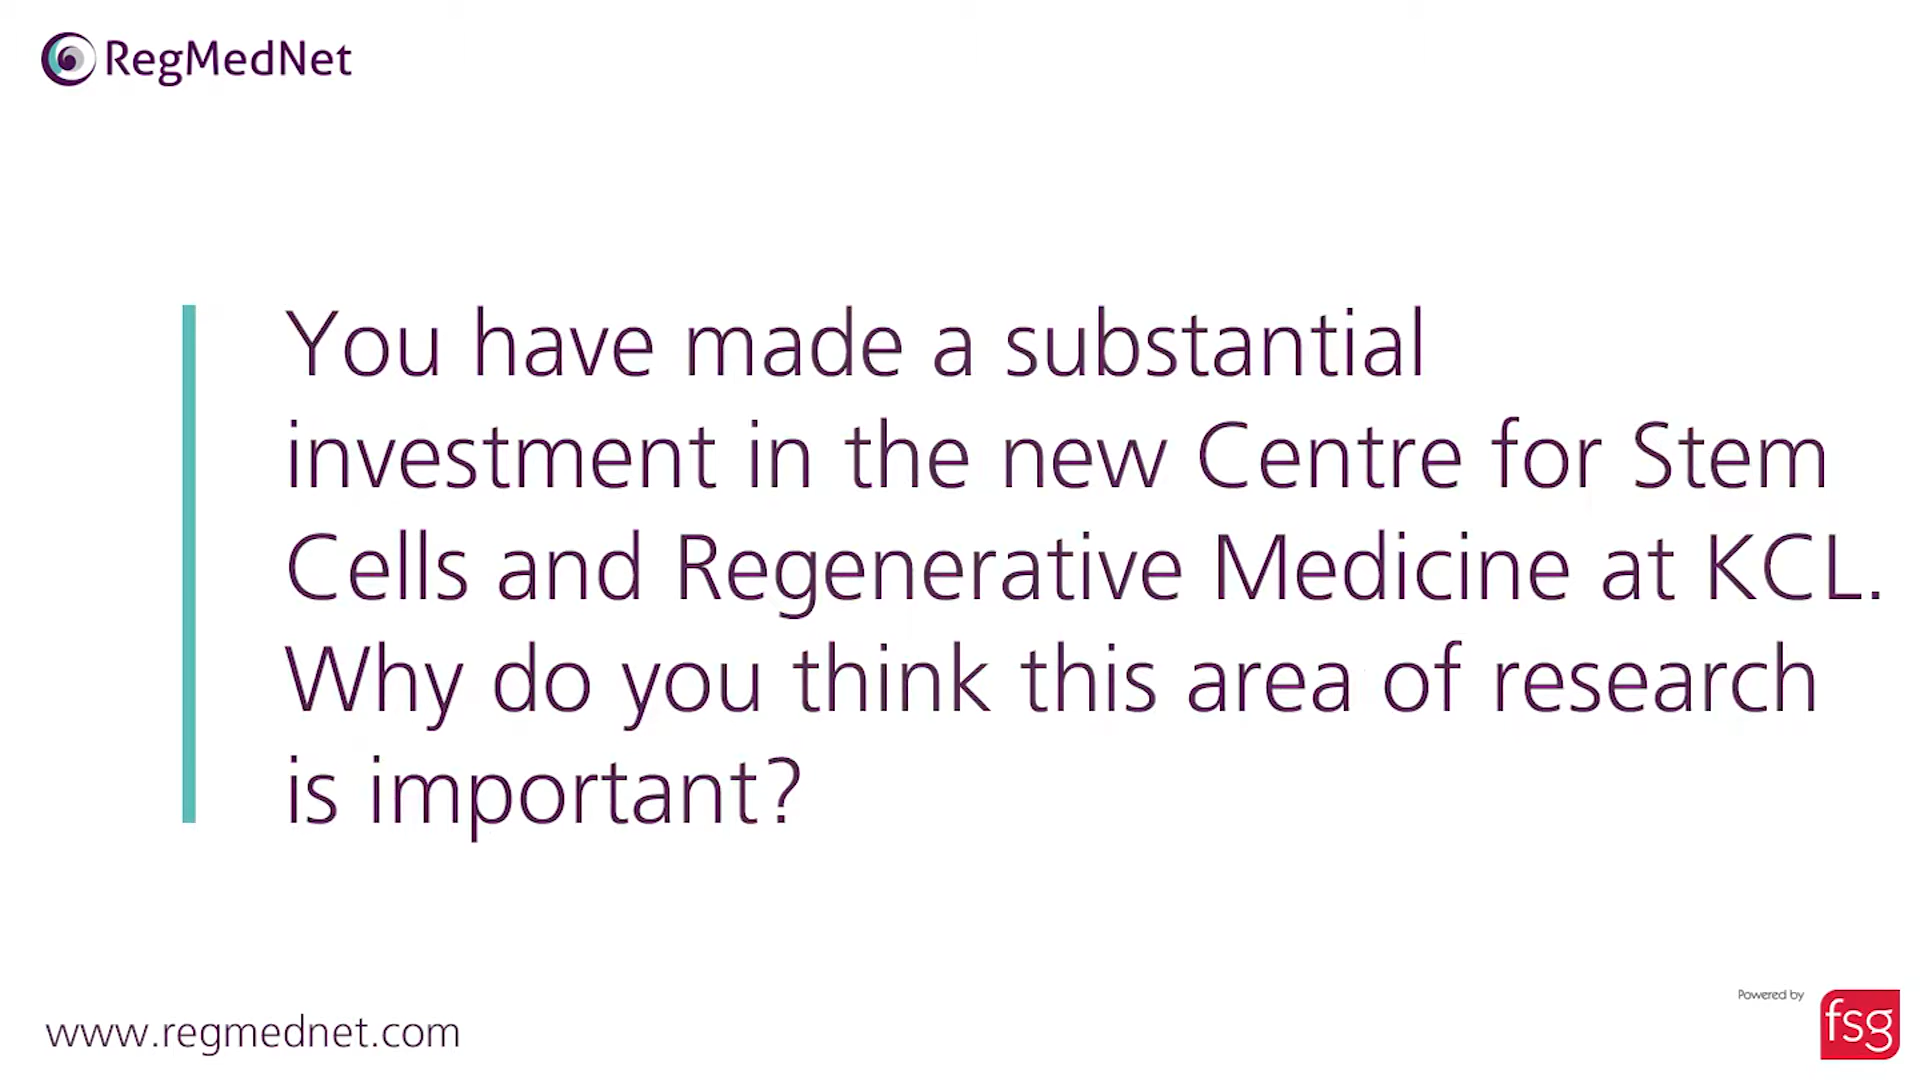 RegMedNet
You have made a substantial
investment in the new Centre for Stem
Cells and Regenerative Medicine at KCL.
Why do you think this area of research
is important?
Powered by
fsg
www.regmednet.com